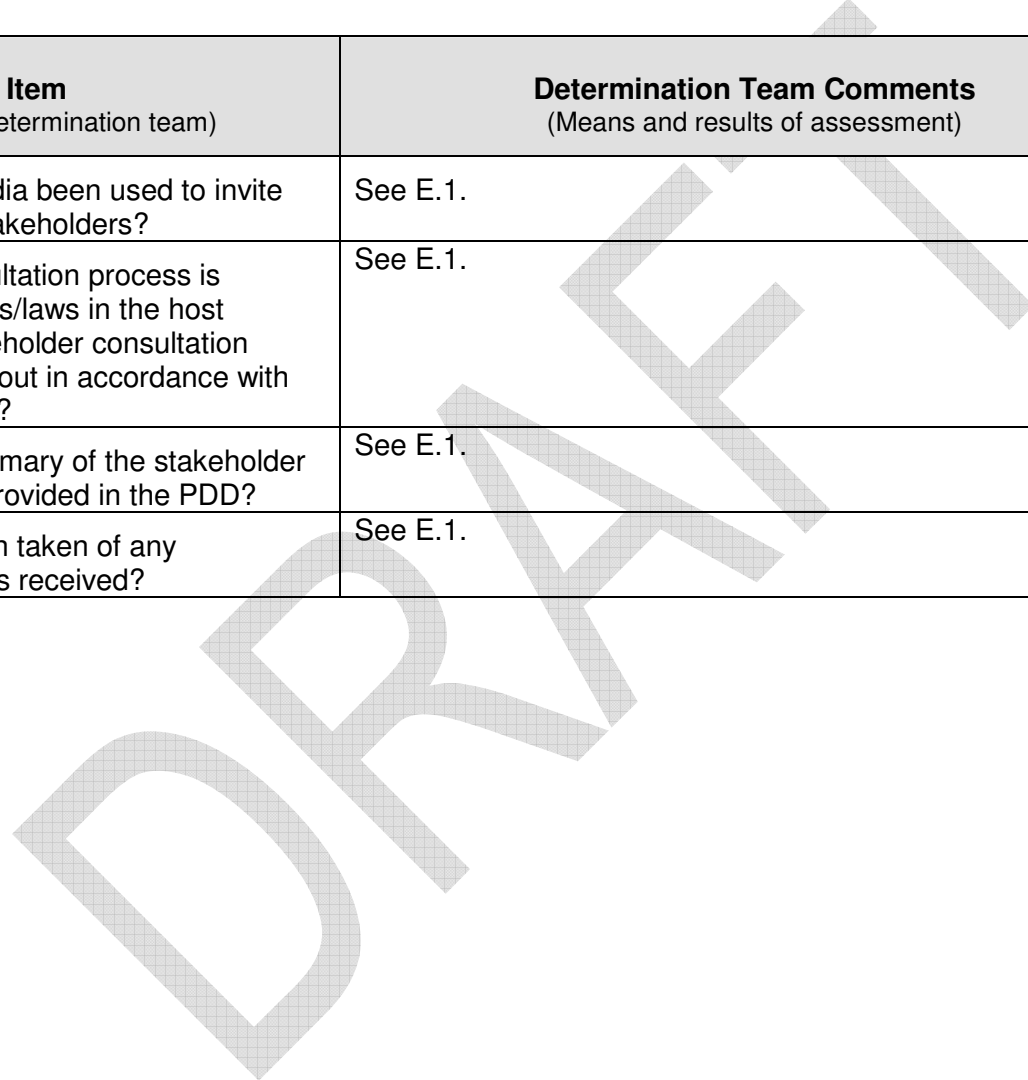 Item
etermination team)
Determination Team Comments
(Means and results of assessment)
dia been used to invite
akeholders?
See E.1.
ultation process is
s/laws in the host
eholder consultation
out in accordance with
?
See E.1.
mary of the stakeholder
rovided in the PDD?
See E.1.
n taken of any
s received?
See E.1.
DRAFT